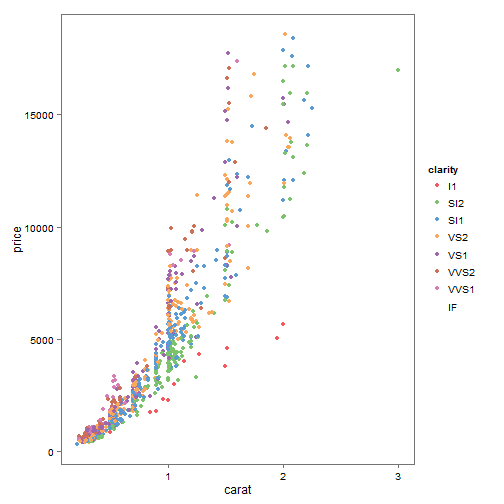 15000
10000
5000
0
price
1
2
3
carat
clarity
I1
SI2
SI1
VS2
VS1
VVS2
VVS1
IF